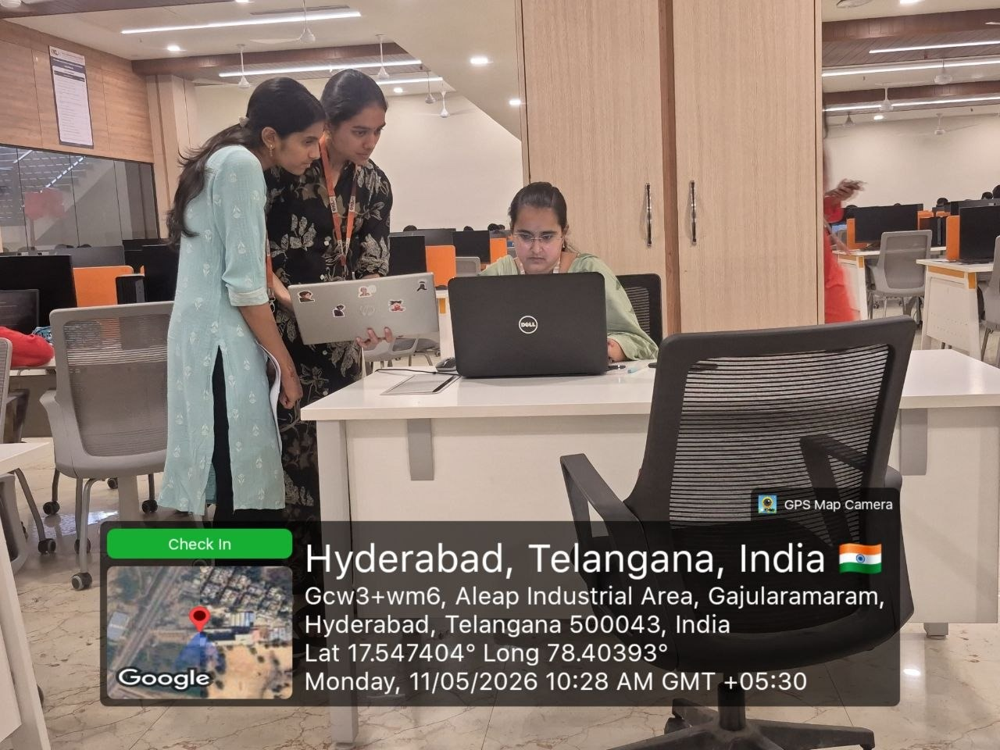 DELL
GPS Map Camera
Check In
Hyderabad, Telangana, India
Gcw3+wm6, Aleap Industrial Area, Gajularamaram,
Hyderabad, Telangana 500043, India
Lat 17.547404° Long 78.40393°
Monday, 11/05/2026 10:28 AM GMT +05:30
Google